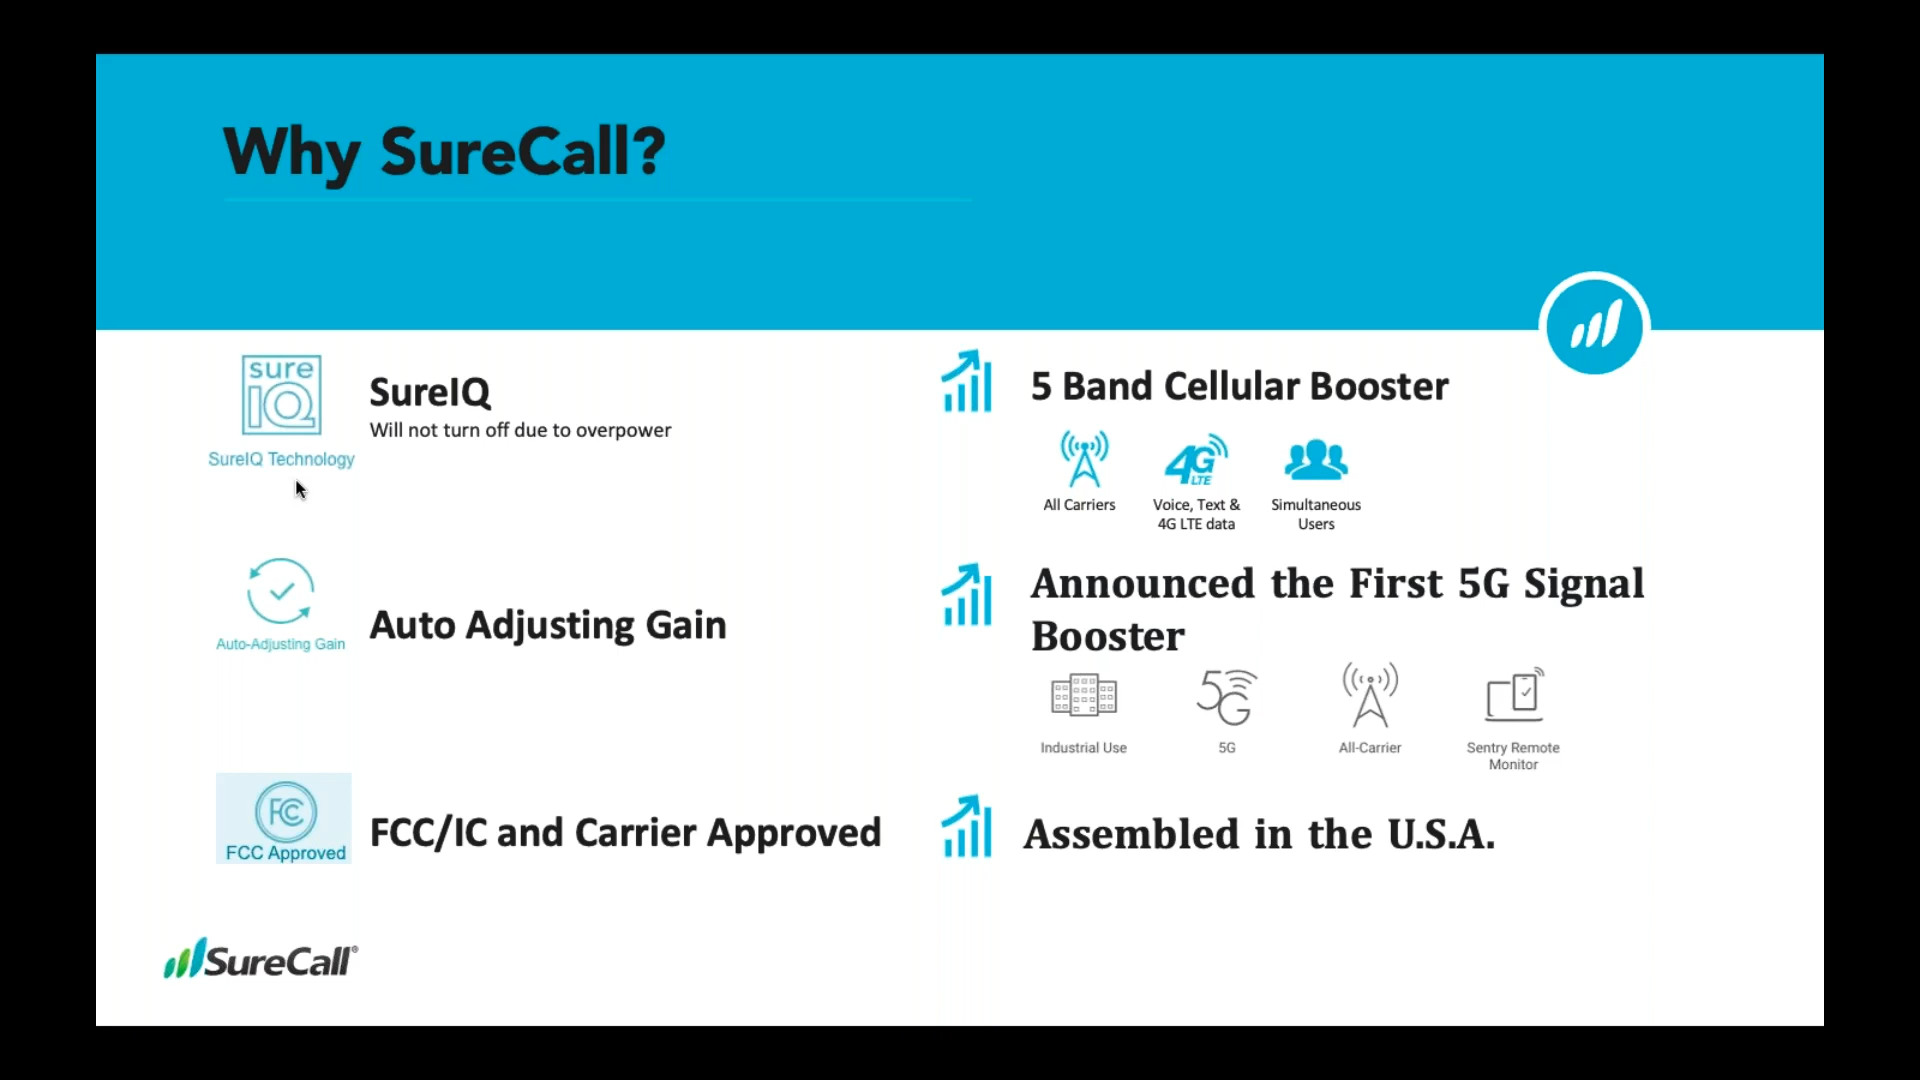 Why SureCall?
sure
IQ
SureIQ Technology
SureIQ
Will not turn off due to overpower
Auto-Adjusting Gain
Auto Adjusting Gain
FC
FCC Approved
FCC/IC and Carrier Approved
5 Band Cellular Booster
All Carriers
4G
LTE
Voice, Text &
4G LTE data
Simultaneous
Users
Announced the First 5G Signal
Booster
Industrial Use
5G
5G
All-Carrier
Sentry Remote
Monitor
Assembled in the U.S.A.
SureCall®